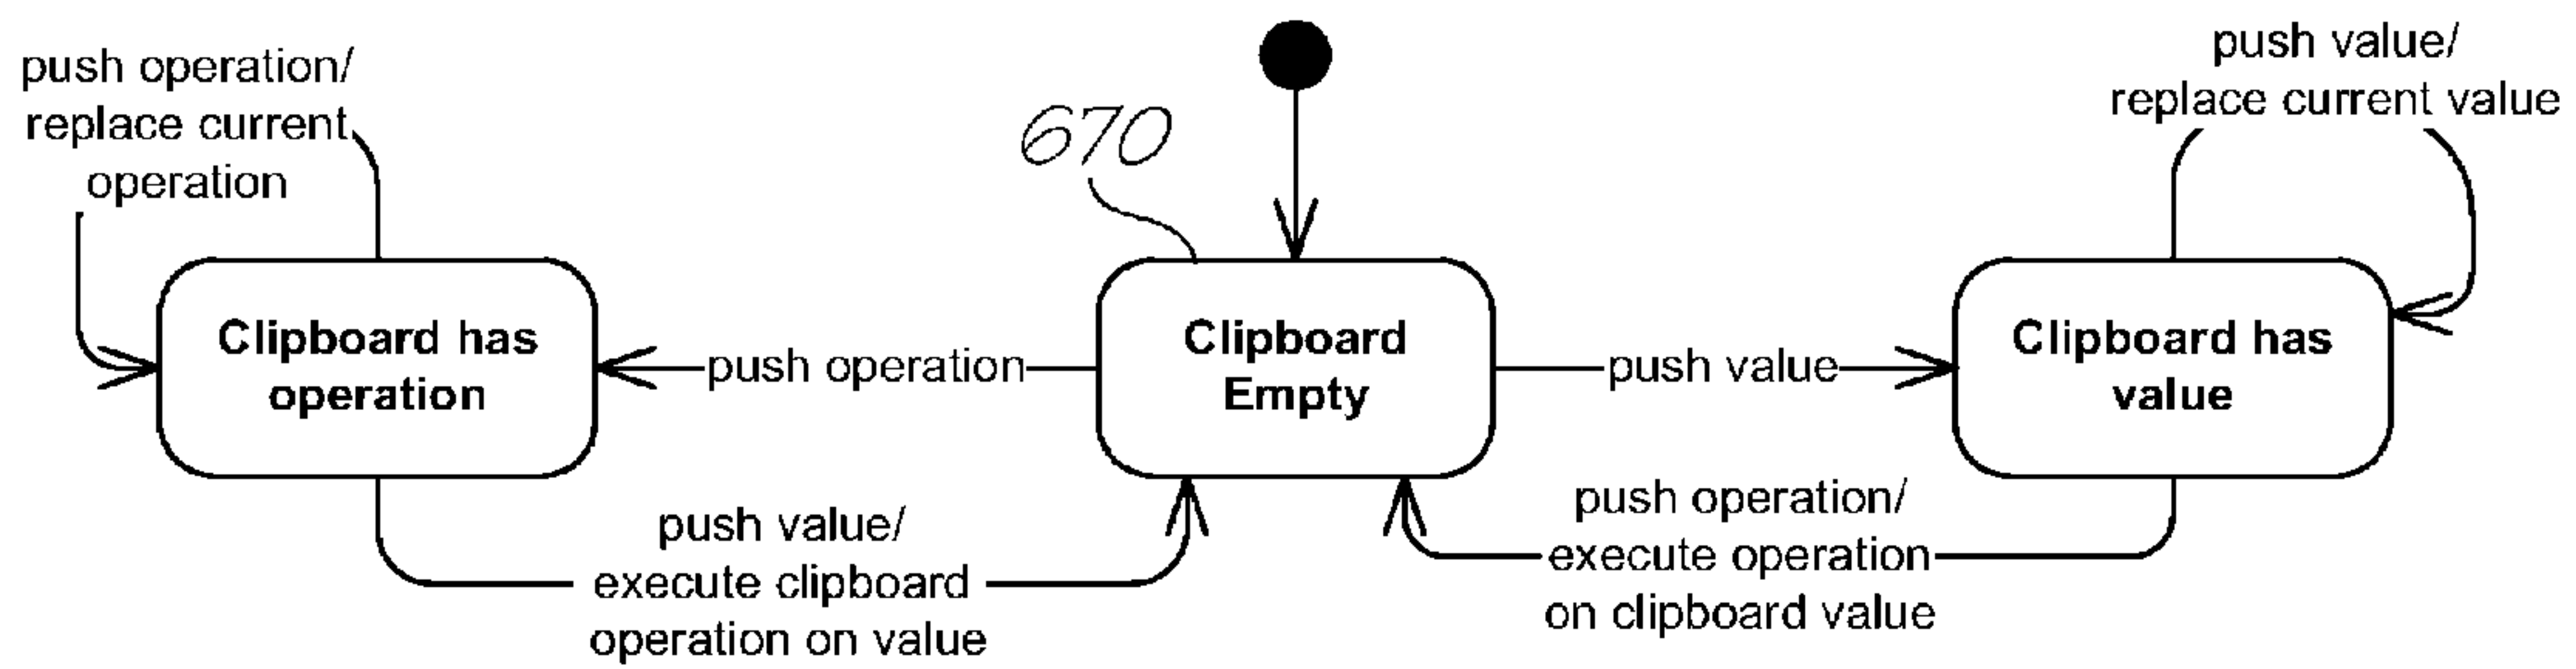 push operation/
replace current
operation
670
push value/
replace current value
Clipboard has
operation
push operation
Clipboard
Empty
push value
Clipboard has
value
push value/
execute clipboard
operation on value
push operation/
execute operation
on clipboard value